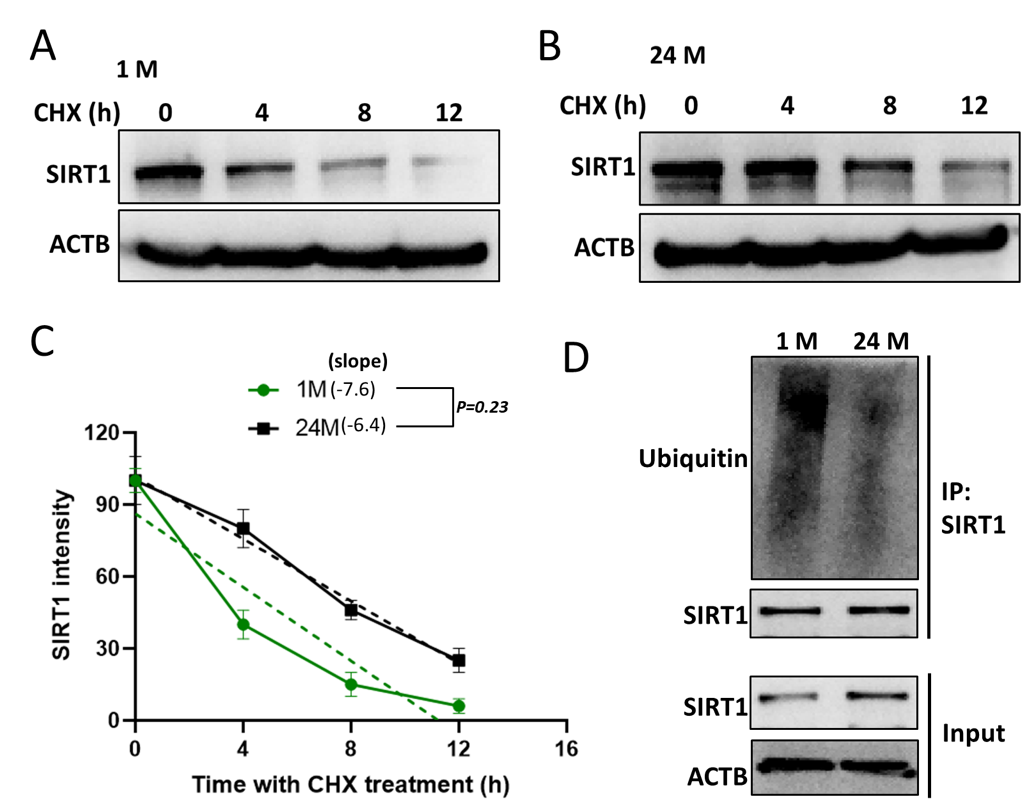 A
1 M
CHX (h) 0 4 8 12
SIRT1
ACTB
B
24 M
CHX (h) 0 4 8 12
SIRT1
ACTB
C
(slope)
1M (-7.6)
P=0.23
24M (-6.4)
120
90
60
30
0
SIRT1 intensity
0 4 8 12 16
Time with CHX treatment (h)
D
1 M 24 M
Ubiquitin
IP:
SIRT1
SIRT1
SIRT1
Input
ACTB